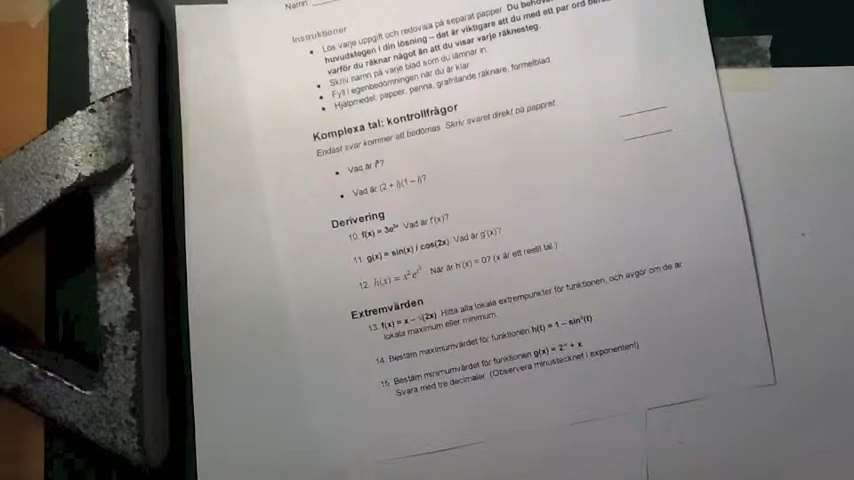 Namn:
Instruktioner
Lös varje uppgift och redovisa på separat papper. Du behöv
huvudstegen i din lösning – det är viktigare att du med ett par ord
varför du räknar något än att du visar varje räknesteg.
Skriv namn på varje blad som du lämnar in.
Fyll i egenbedömningen när du är klar
Hjälpmedel: papper, penna, grafritande räknare, formelblad
Komplexa tal: kontrollfrågor
Endast svar kommer att bedömas. Skriv svaret direkt på pappret.
Vad är
Vad är (2 + i)(1 – i)?
Derivering
10. f(x) = 3e Vad är f'(x)?
11. g(x) = sin(x) / cos(2x) Vad är g'(x)?
12. h(x) = x²eˣ² . När är h'(x) = 0? (x är ett reellt tal.)
Extremvärden
13. f(x) = x – √(2x) Hitta alla lokala extrempunkter för funktionen, och avgör om de är
lokala maximum eller minimum.
14. Bestäm maximumvärdet för funktionen h(t) = 1 – sin²(t)
15. Bestäm minimumvärdet för funktionen g(x) = 2⁻ˣ + x
Svara med tre decimaler. (Observera minustecknet i exponenten!)